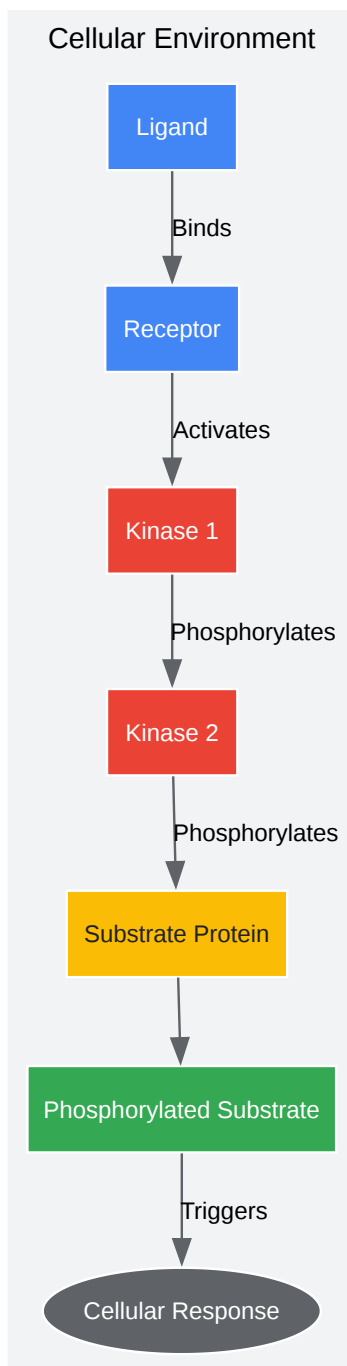 Cellular Environment
Ligand
Binds
Receptor
Activates
Kinase 1
Phosphorylates
Kinase 2
Phosphorylates
Substrate Protein
Phosphorylated Substrate
Triggers
Cellular Response